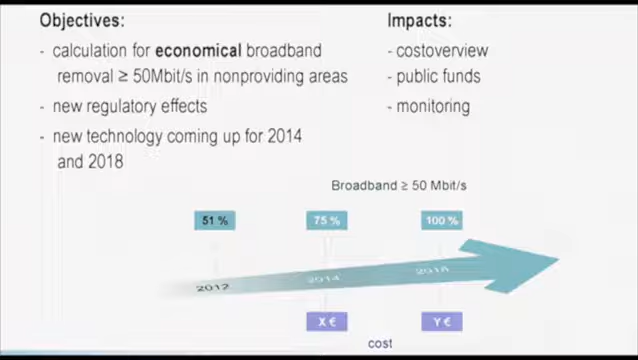 Objectives:
- calculation for economical broadband
removal ≥ 50Mbit/s in nonproviding areas
- new regulatory effects
- new technology coming up for 2014
and 2018
Impacts:
- costoverview
- public funds
- monitoring
Broadband ≥ 50 Mbit/s
51 %
75 %
100 %
2012
2014
2018
X €
Y €
cost